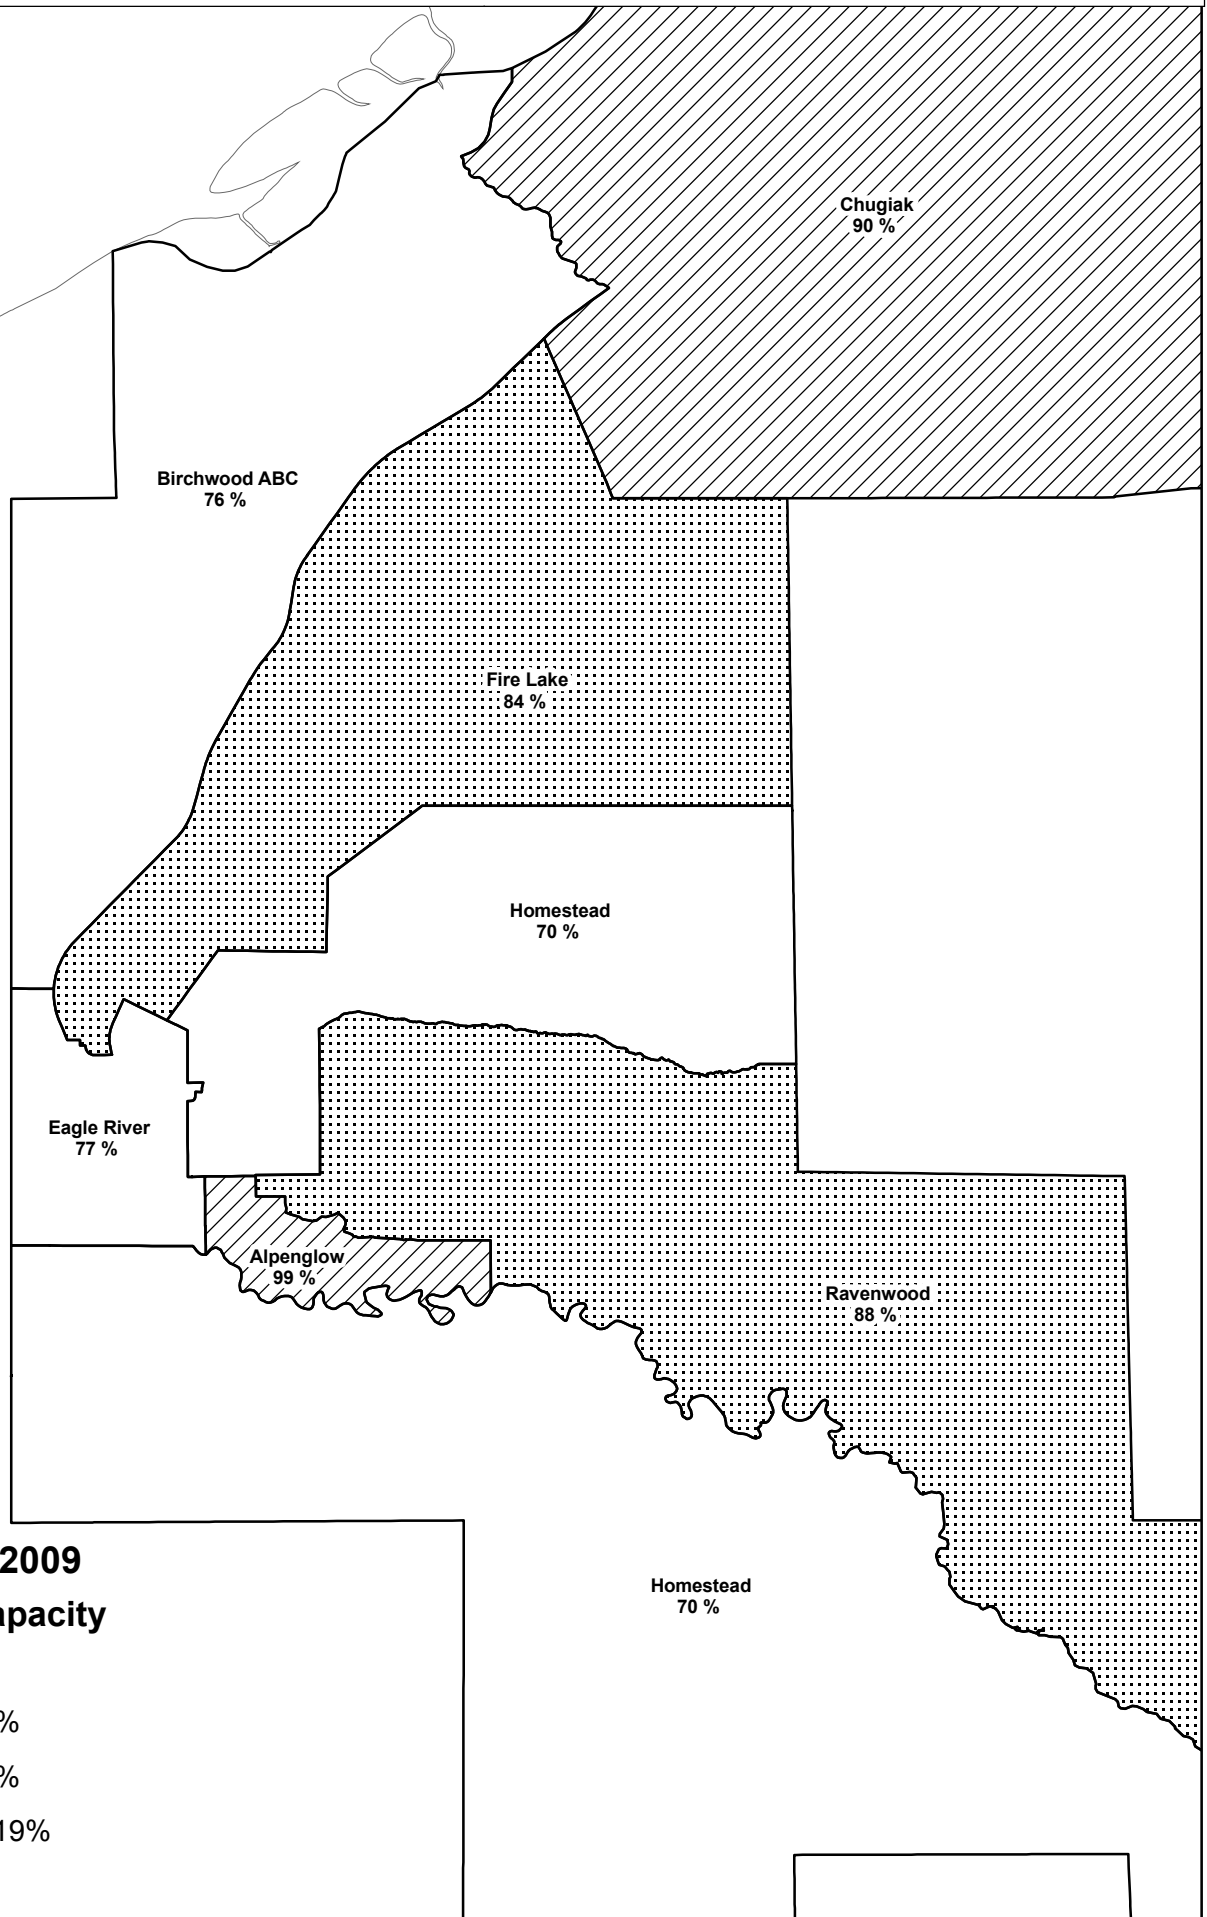 Chugiak
90 %
Birchwood ABC
76 %
Fire Lake
84 %
Homestead
70 %
Eagle River
77 %
Alpenglow
99 %
Ravenwood
88 %
2009
apacity
Homestead
70 %
%
%
19%